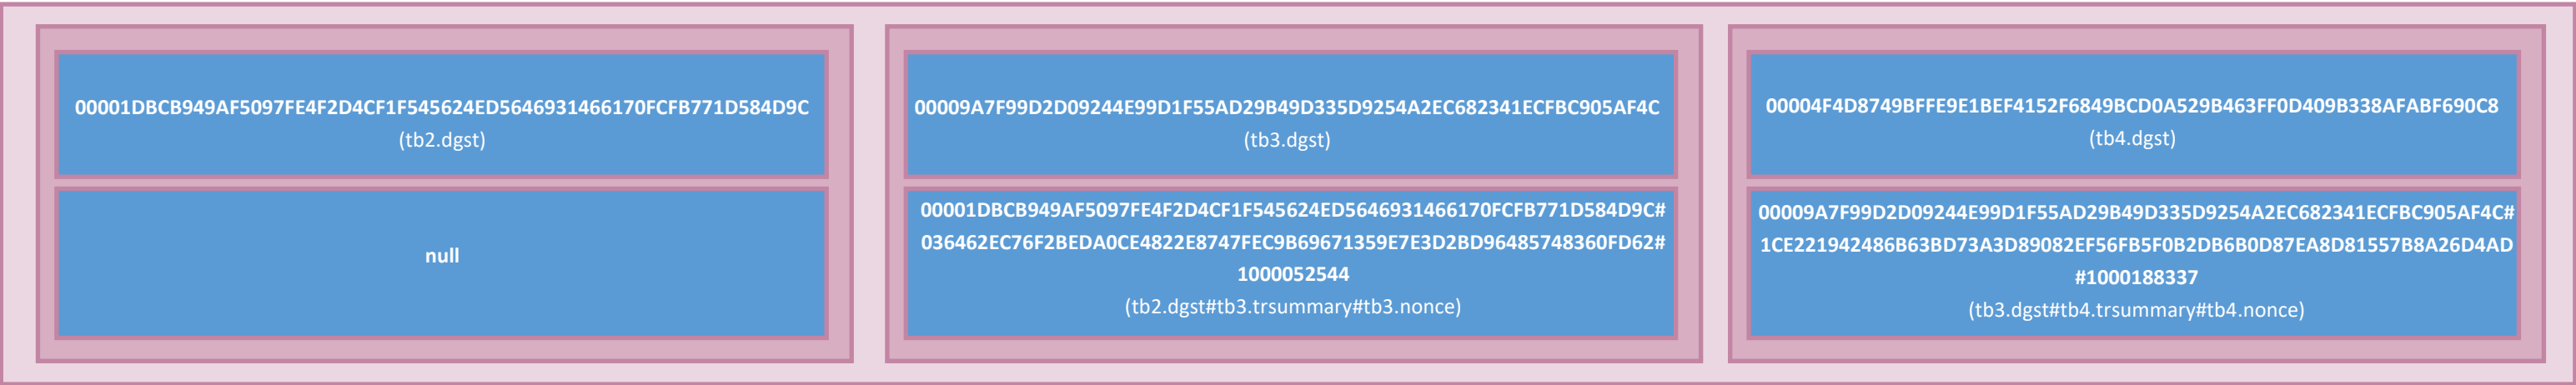 00001DBCB949AF5097FE4F2D4CF1F545624ED5646931466170FCFB771D584D9C
(tb2.dgst)
null
00009A7F99D2D09244E99D1F55AD29B49D335D9254A2EC682341ECFBC905AF4C
(tb3.dgst)
00001DBCB949AF5097FE4F2D4CF1F545624ED5646931466170FCFB771D584D9C#
036462EC76F2BEDA0CE4822E8747FEC9B69671359E7E3D2BD96485748360FD62#
1000052544
(tb2.dgst#tb3.trsummary#tb3.nonce)
00004F4D8749BFFE9E1BEF4152F6849BCD0A529B463FF0D409B338AFABF690C8
(tb4.dgst)
00009A7F99D2D09244E99D1F55AD29B49D335D9254A2EC682341ECFBC905AF4C#
1CE221942486B63BD73A3D89082EF56FB5F0B2DB6B0D87EA8D81557B8A26D4AD
#1000188337
(tb3.dgst#tb4.trsummary#tb4.nonce)